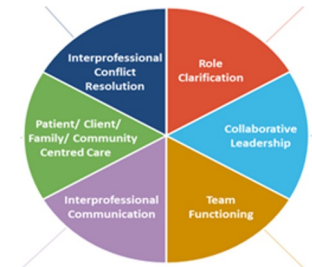 Interprofessional
Conflict
Resolution
Role
Clarification
Patient/ Client/
Family/ Community
Centred Care
Collaborative
Leadership
Interprofessional
Communication
Team
Functioning